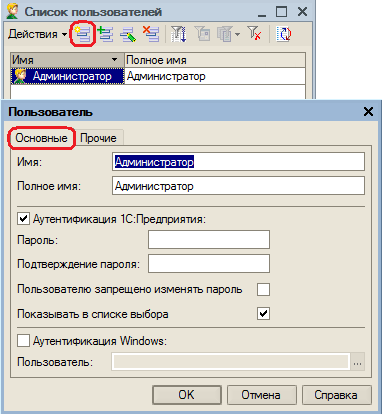 Список пользователей
Действия
Имя Полное имя
Администратор Администратор
Пользователь
Основные Прочие
Имя: Администратор
Полное имя: Администратор
Аутентификация 1С:Предприятия:
Пароль:
Подтверждение пароля:
Пользователю запрещено изменять пароль
Показывать в списке выбора
Аутентификация Windows:
Пользователь: ...
OK Отмена Справка